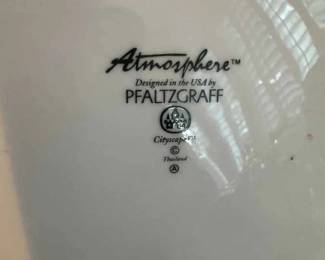 Atmosphere™
Designed in the USA by
PFALTZGRAFF
©
Thailand
Ⓐ